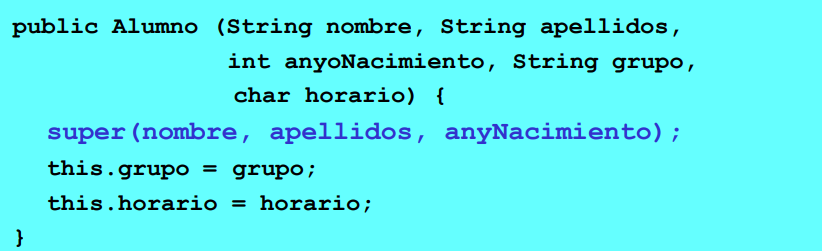 public Alumno (String nombre, String apellidos,
int anyoNacimiento, String grupo,
char horario) {
super(nombre, apellidos, anyNacimiento);
this.grupo = grupo;
this.horario = horario;
}